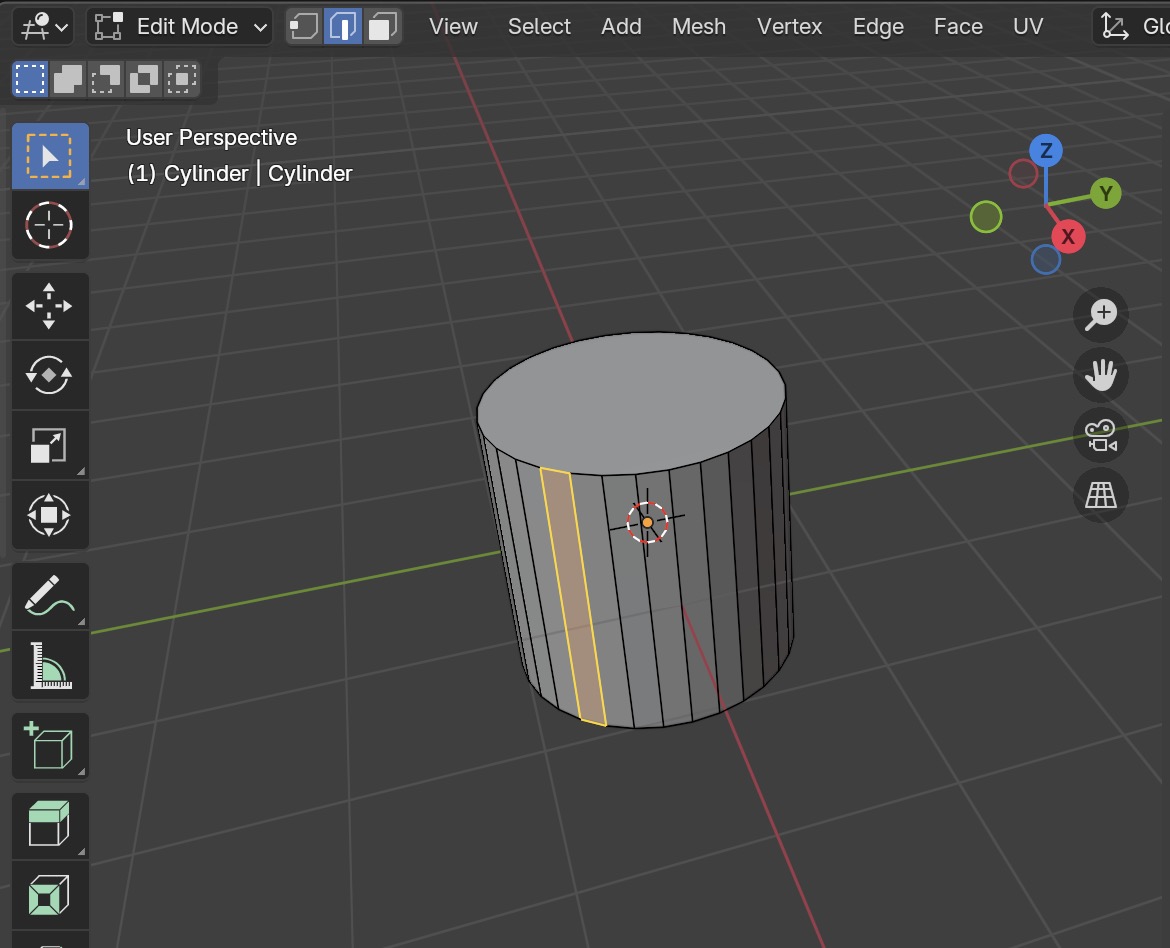 Edit Mode View Select Add Mesh Vertex Edge Face UV Glo
User Perspective
(1) Cylinder | Cylinder
Z
Y
X